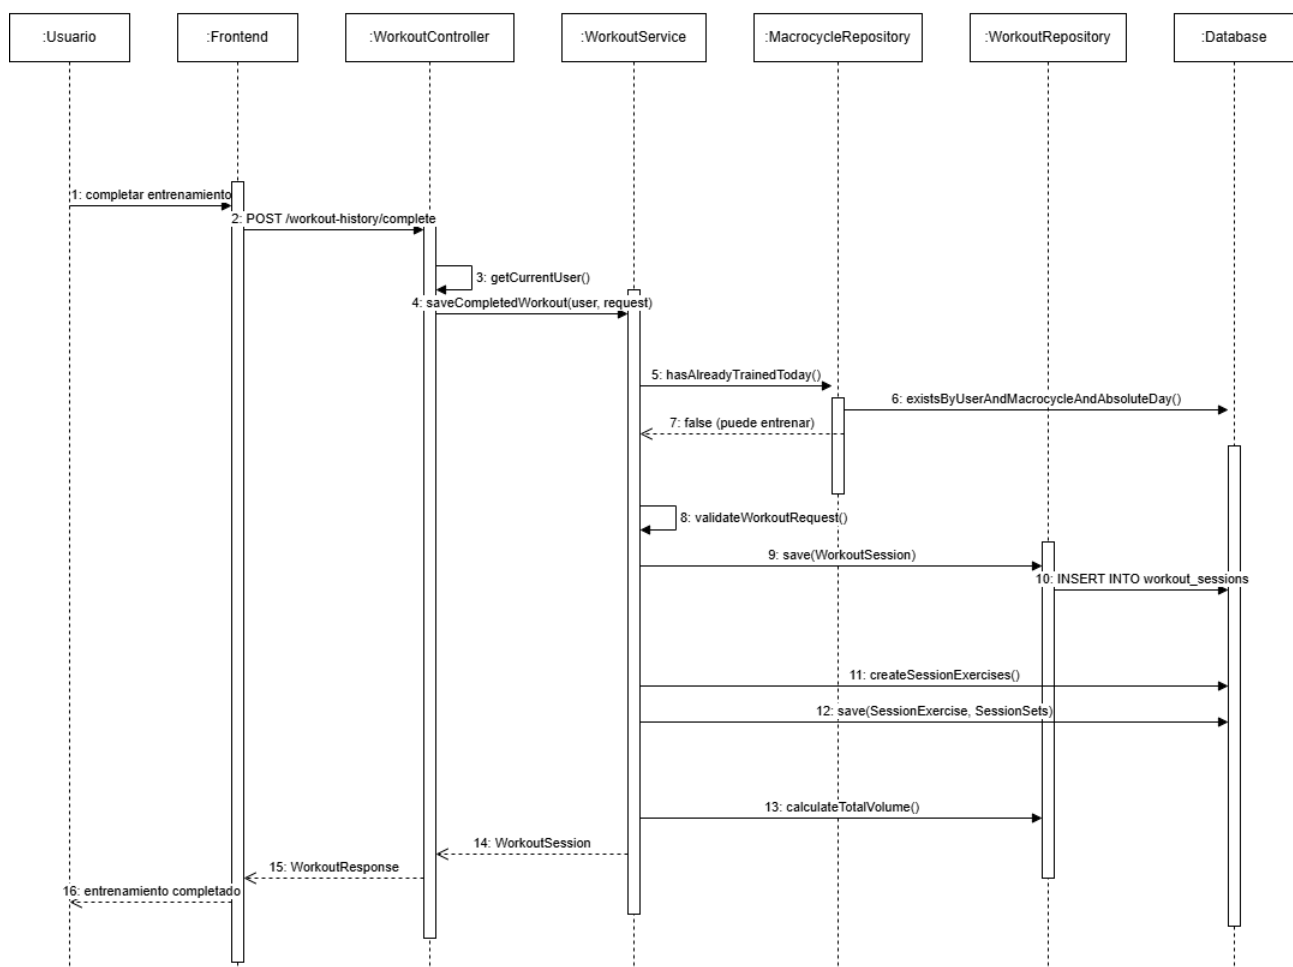 :Usuario
:Frontend
:WorkoutController
:WorkoutService
:MacrocycleRepository
:WorkoutRepository
:Database
1: completar entrenamiento
2: POST /workout-history/complete
3: getCurrentUser()
4: saveCompletedWorkout(user, request)
5: hasAlreadyTrainedToday()
6: existsByUserAndMacrocycleAndAbsoluteDay()
7: false (puede entrenar)
8: validateWorkoutRequest()
9: save(WorkoutSession)
10: INSERT INTO workout_sessions
11: createSessionExercises()
12: save(SessionExercise, SessionSets)
13: calculateTotalVolume()
14: WorkoutSession
15: WorkoutResponse
16: entrenamiento completado